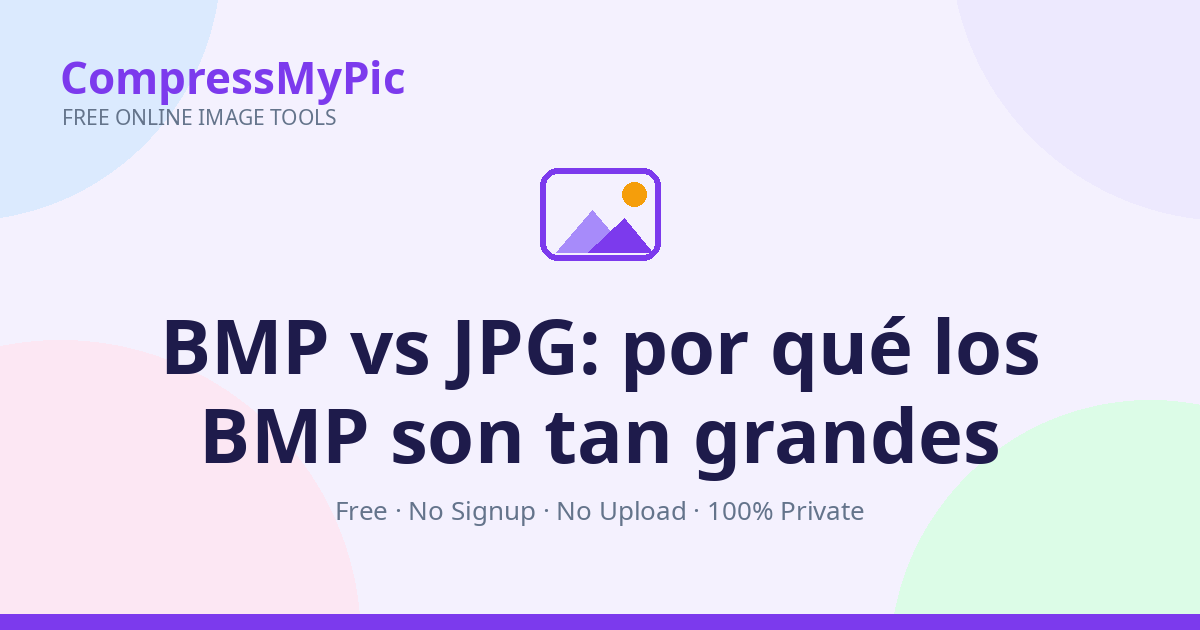 CompressMyPic
FREE ONLINE IMAGE TOOLS
BMP vs JPG: por qué los
BMP son tan grandes
Free · No Signup · No Upload · 100% Private